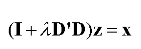 (I + λD'D)z = x